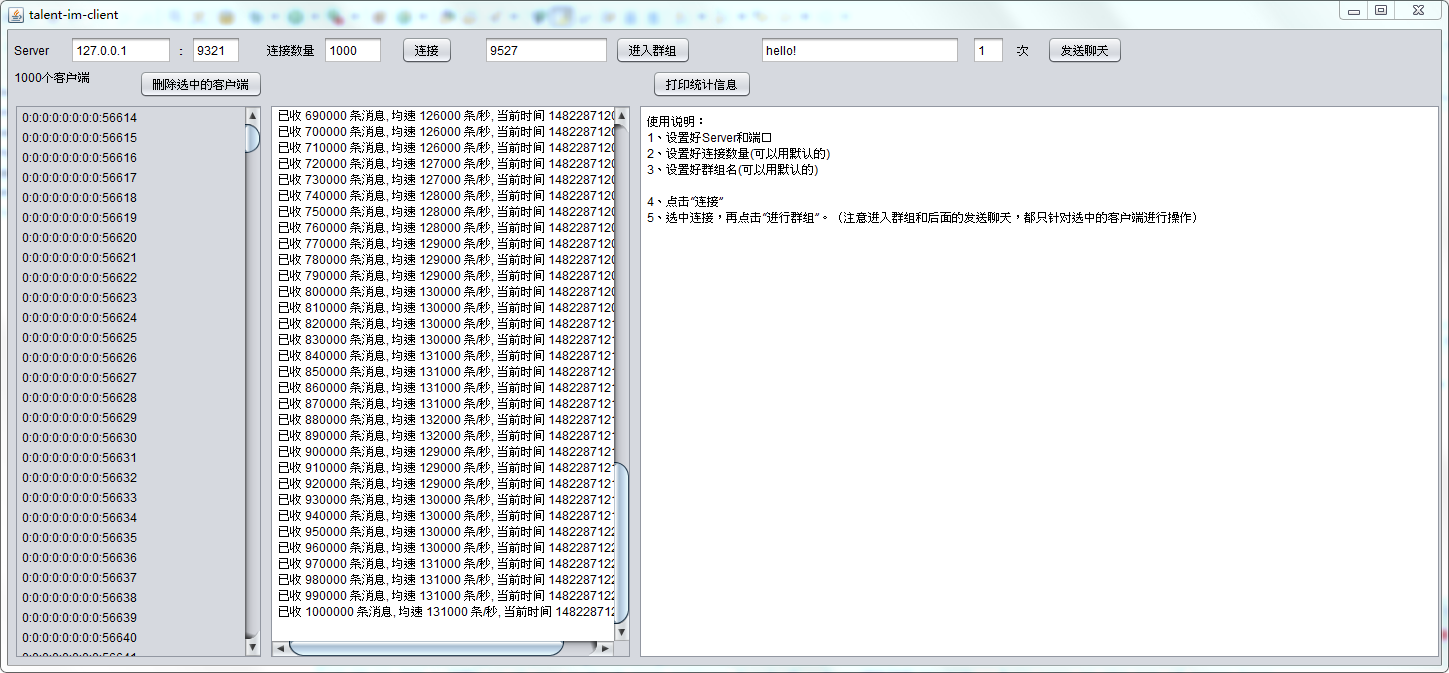 talent-im-client
Server 127.0.0.1 : 9321 连接数量 1000 连接 9527 进入群组 hello! 1 次 发送聊天
1000个客户端 删除选中的客户端 打印统计信息
0:0:0:0:0:0:0:0:56614
0:0:0:0:0:0:0:0:56615
0:0:0:0:0:0:0:0:56616
0:0:0:0:0:0:0:0:56617
0:0:0:0:0:0:0:0:56618
0:0:0:0:0:0:0:0:56619
0:0:0:0:0:0:0:0:56620
0:0:0:0:0:0:0:0:56621
0:0:0:0:0:0:0:0:56622
0:0:0:0:0:0:0:0:56623
0:0:0:0:0:0:0:0:56624
0:0:0:0:0:0:0:0:56625
0:0:0:0:0:0:0:0:56626
0:0:0:0:0:0:0:0:56627
0:0:0:0:0:0:0:0:56628
0:0:0:0:0:0:0:0:56629
0:0:0:0:0:0:0:0:56630
0:0:0:0:0:0:0:0:56631
0:0:0:0:0:0:0:0:56632
0:0:0:0:0:0:0:0:56633
0:0:0:0:0:0:0:0:56634
0:0:0:0:0:0:0:0:56635
0:0:0:0:0:0:0:0:56636
0:0:0:0:0:0:0:0:56637
0:0:0:0:0:0:0:0:56638
0:0:0:0:0:0:0:0:56639
0:0:0:0:0:0:0:0:56640
已收 690000 条消息, 均速 126000 条/秒, 当前时间 1482287120
已收 700000 条消息, 均速 126000 条/秒, 当前时间 1482287120
已收 710000 条消息, 均速 126000 条/秒, 当前时间 1482287120
已收 720000 条消息, 均速 127000 条/秒, 当前时间 1482287120
已收 730000 条消息, 均速 127000 条/秒, 当前时间 1482287120
已收 740000 条消息, 均速 128000 条/秒, 当前时间 1482287120
已收 750000 条消息, 均速 128000 条/秒, 当前时间 1482287120
已收 760000 条消息, 均速 128000 条/秒, 当前时间 1482287120
已收 770000 条消息, 均速 129000 条/秒, 当前时间 1482287120
已收 780000 条消息, 均速 129000 条/秒, 当前时间 1482287120
已收 790000 条消息, 均速 129000 条/秒, 当前时间 1482287120
已收 800000 条消息, 均速 130000 条/秒, 当前时间 1482287120
已收 810000 条消息, 均速 130000 条/秒, 当前时间 1482287120
已收 820000 条消息, 均速 130000 条/秒, 当前时间 1482287121
已收 830000 条消息, 均速 130000 条/秒, 当前时间 1482287121
已收 840000 条消息, 均速 131000 条/秒, 当前时间 1482287121
已收 850000 条消息, 均速 131000 条/秒, 当前时间 1482287121
已收 860000 条消息, 均速 131000 条/秒, 当前时间 1482287121
已收 870000 条消息, 均速 131000 条/秒, 当前时间 1482287121
已收 880000 条消息, 均速 132000 条/秒, 当前时间 1482287121
已收 890000 条消息, 均速 132000 条/秒, 当前时间 1482287121
已收 900000 条消息, 均速 129000 条/秒, 当前时间 1482287121
已收 910000 条消息, 均速 129000 条/秒, 当前时间 1482287121
已收 920000 条消息, 均速 129000 条/秒, 当前时间 1482287121
已收 930000 条消息, 均速 130000 条/秒, 当前时间 1482287121
已收 940000 条消息, 均速 130000 条/秒, 当前时间 1482287121
已收 950000 条消息, 均速 130000 条/秒, 当前时间 1482287122
已收 960000 条消息, 均速 130000 条/秒, 当前时间 1482287122
已收 970000 条消息, 均速 131000 条/秒, 当前时间 1482287122
已收 980000 条消息, 均速 131000 条/秒, 当前时间 1482287122
已收 990000 条消息, 均速 131000 条/秒, 当前时间 1482287122
已收 1000000 条消息, 均速 131000 条/秒, 当前时间 148228712
使用说明：
1、设置好Server和端口
2、设置好连接数量(可以用默认的)
3、设置好群组名(可以用默认的)
4、点击“连接”
5、选中连接，再点击“进行群组”。（注意进入群组和后面的发送聊天，都只针对选中的客户端进行操作）